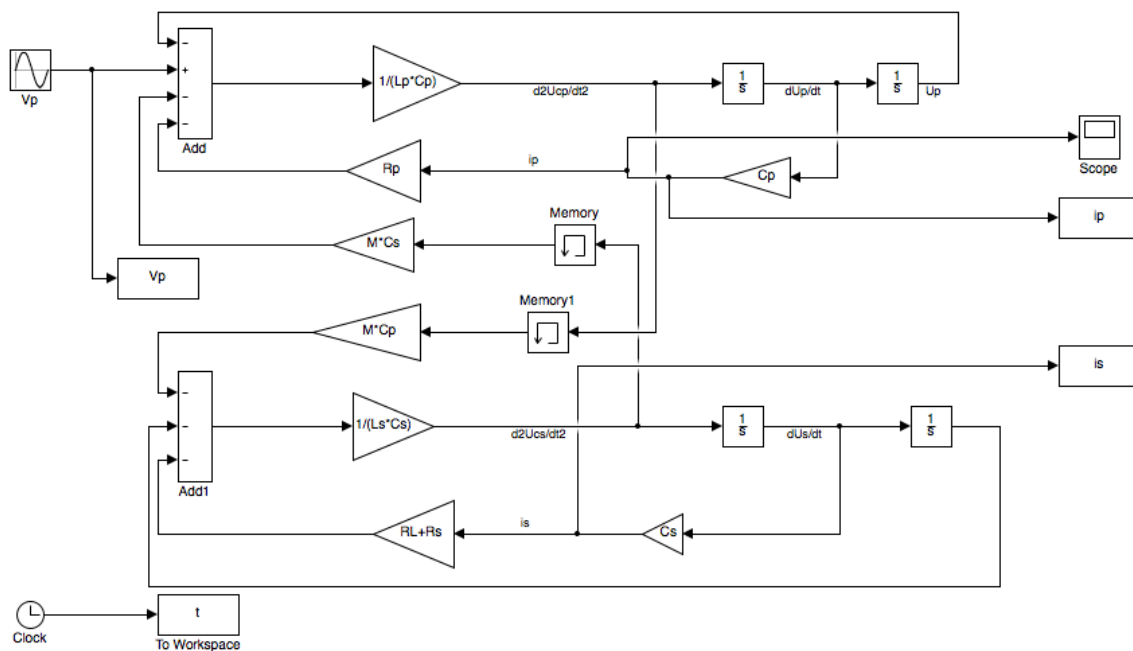 Vp
−
+
−
−
Add
1/(Lp*Cp)
d2Ucp/dt2
1
s
dUp/dt
1
s
Up
Rp
ip
Cp
Scope
ip
M*Cs
Memory
Vp
M*Cp
Memory1
is
−
−
−
Add1
1/(Ls*Cs)
d2Ucs/dt2
1
s
dUs/dt
1
s
RL+Rs
is
Cs
Clock
t
To Workspace